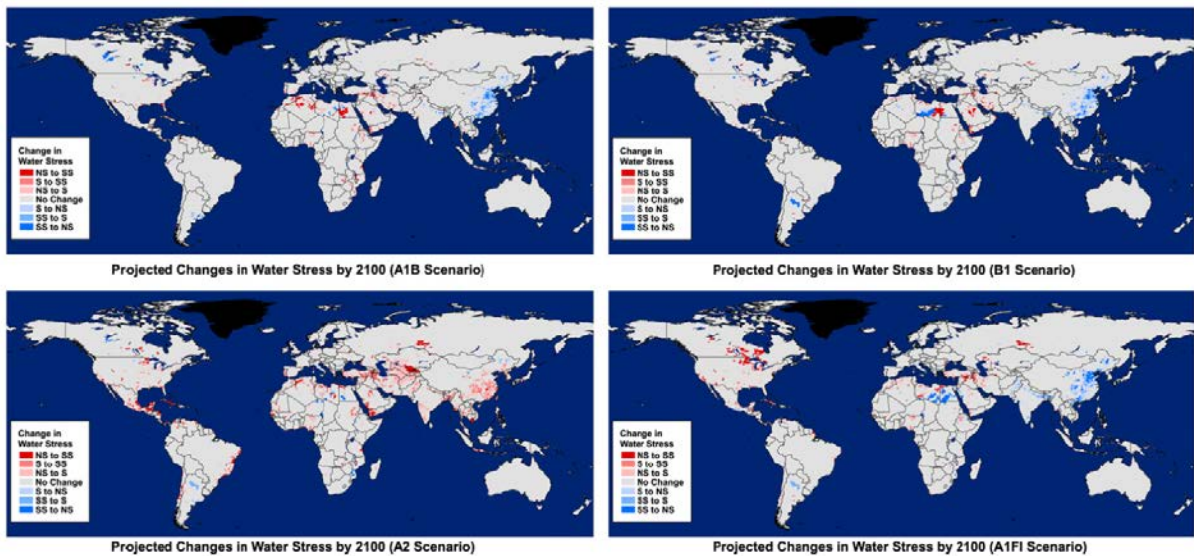 Change in
Water Stress
NS to SS
S to SS
NS to S
No Change
S to NS
SS to S
SS to NS
Projected Changes in Water Stress by 2100 (A1B Scenario)
Change in
Water Stress
NS to SS
S to SS
NS to S
No Change
S to NS
SS to S
SS to NS
Projected Changes in Water Stress by 2100 (B1 Scenario)
Change in
Water Stress
NS to SS
S to SS
NS to S
No Change
S to NS
SS to S
SS to NS
Projected Changes in Water Stress by 2100 (A2 Scenario)
Change in
Water Stress
NS to SS
S to SS
NS to S
No Change
S to NS
SS to S
SS to NS
Projected Changes in Water Stress by 2100 (A1FI Scenario)